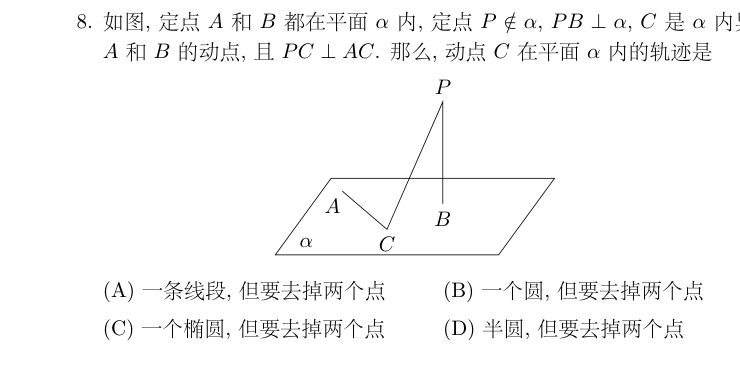 8. 如图, 定点 A 和 B 都在平面 α 内, 定点 P ∉ α, PB ⊥ α, C 是 α 内
A 和 B 的动点, 且 PC ⊥ AC. 那么, 动点 C 在平面 α 内的轨迹是
P
A
B
α
C
(A) 一条线段, 但要去掉两个点 (B) 一个圆, 但要去掉两个点
(C) 一个椭圆, 但要去掉两个点 (D) 半圆, 但要去掉两个点